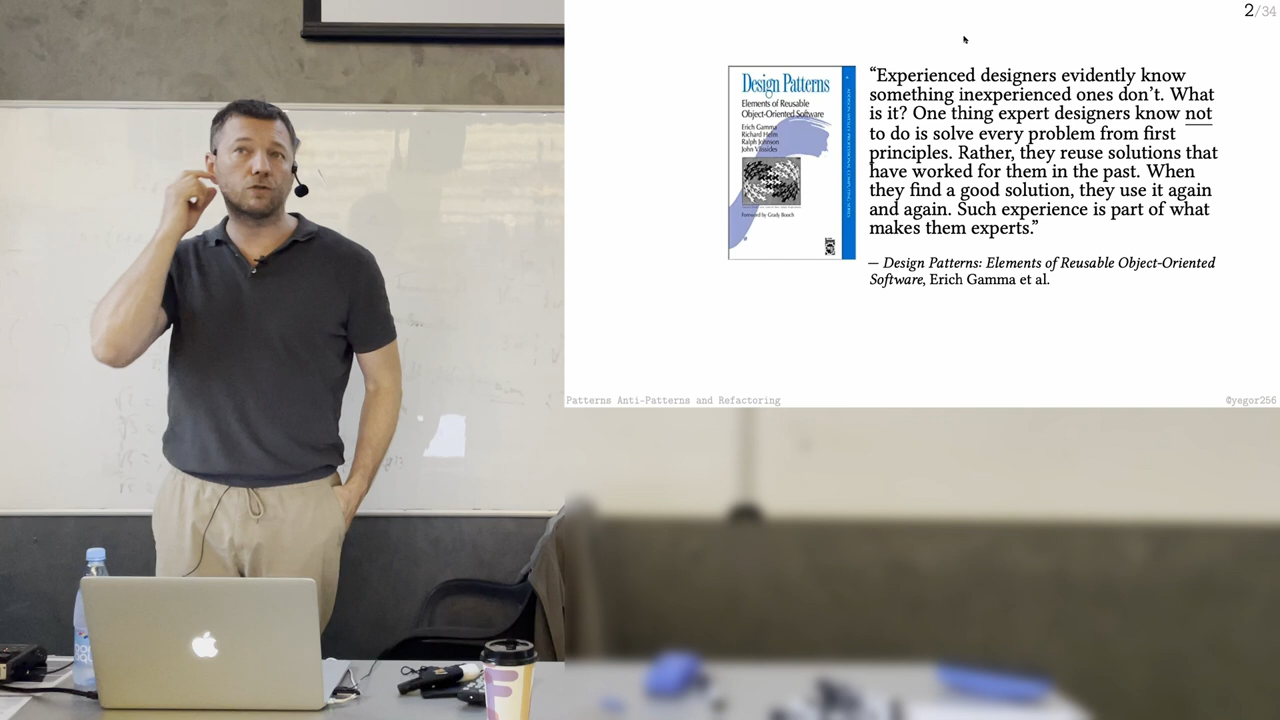 2/34
Design Patterns
Elements of Reusable
Object-Oriented Software
Erich Gamma
Richard Helm
Ralph Johnson
John Vlissides
Foreword by Grady Booch
“Experienced designers evidently know
something inexperienced ones don’t. What
is it? One thing expert designers know not
to do is solve every problem from first
principles. Rather, they reuse solutions that
have worked for them in the past. When
they find a good solution, they use it again
and again. Such experience is part of what
makes them experts.”
— Design Patterns: Elements of Reusable Object-Oriented
Software, Erich Gamma et al.
Patterns Anti-Patterns and Refactoring
@yegor256